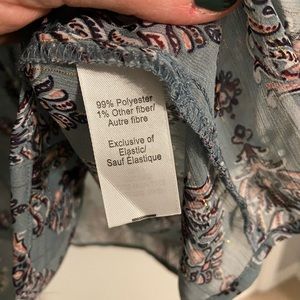 99% Polyester
1% Other fiber/
Autre fibre
Exclusive of
Elastic/
Sauf Élastique